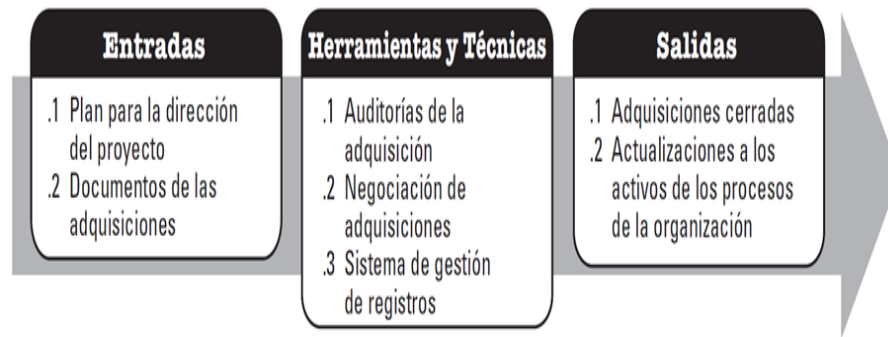 Entradas
.1 Plan para la dirección
del proyecto
.2 Documentos de las
adquisiciones
Herramientas y Técnicas
.1 Auditorías de la
adquisición
.2 Negociación de
adquisiciones
.3 Sistema de gestión
de registros
Salidas
.1 Adquisiciones cerradas
.2 Actualizaciones a los
activos de los procesos
de la organización